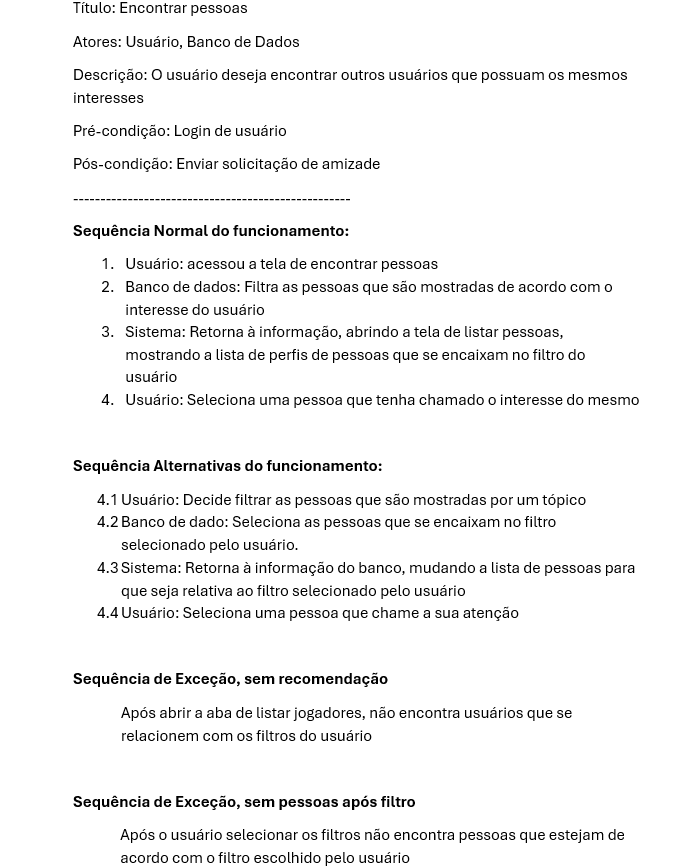 Título: Encontrar pessoas
Atores: Usuário, Banco de Dados
Descrição: O usuário deseja encontrar outros usuários que possuam os mesmos
interesses
Pré-condição: Login de usuário
Pós-condição: Enviar solicitação de amizade
---------------------------------------------------
Sequência Normal do funcionamento:
1. Usuário: acessou a tela de encontrar pessoas
2. Banco de dados: Filtra as pessoas que são mostradas de acordo com o
interesse do usuário
3. Sistema: Retorna à informação, abrindo a tela de listar pessoas,
mostrando a lista de perfis de pessoas que se encaixam no filtro do
usuário
4. Usuário: Seleciona uma pessoa que tenha chamado o interesse do mesmo
Sequência Alternativas do funcionamento:
4.1 Usuário: Decide filtrar as pessoas que são mostradas por um tópico
4.2 Banco de dado: Seleciona as pessoas que se encaixam no filtro
selecionado pelo usuário.
4.3 Sistema: Retorna à informação do banco, mudando a lista de pessoas para
que seja relativa ao filtro selecionado pelo usuário
4.4 Usuário: Seleciona uma pessoa que chame a sua atenção
Sequência de Exceção, sem recomendação
Após abrir a aba de listar jogadores, não encontra usuários que se
relacionem com os filtros do usuário
Sequência de Exceção, sem pessoas após filtro
Após o usuário selecionar os filtros não encontra pessoas que estejam de
acordo com o filtro escolhido pelo usuário